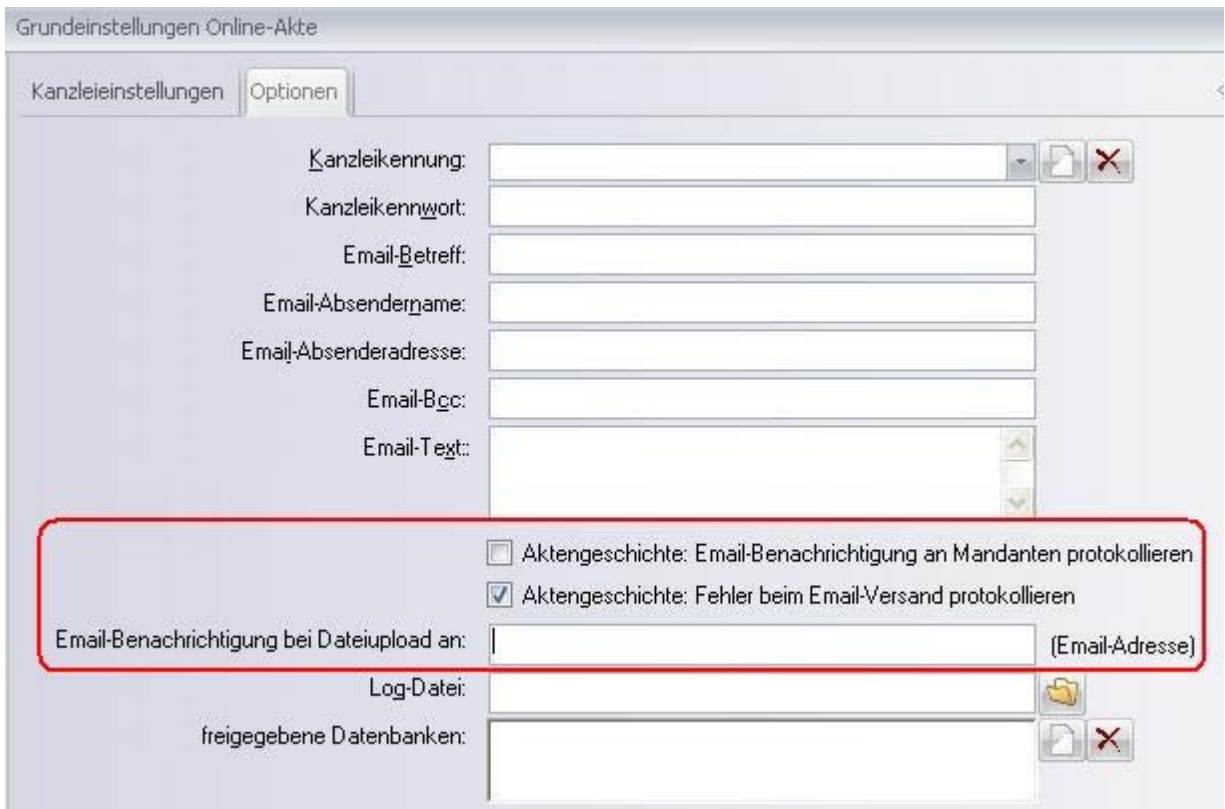 Grundeinstellungen Online-Akte
Kanzleieinstellungen Optionen
Kanzleikennung:
Kanzleikennwort:
Email-Betreff:
Email-Absendername:
Email-Absenderadresse:
Email-Bcc:
Email-Text::
Aktengeschichte: Email-Benachrichtigung an Mandanten protokollieren
Aktengeschichte: Fehler beim Email-Versand protokollieren
Email-Benachrichtigung bei Dateiupload an: (Email-Adresse)
Log-Datei:
freigegebene Datenbanken: